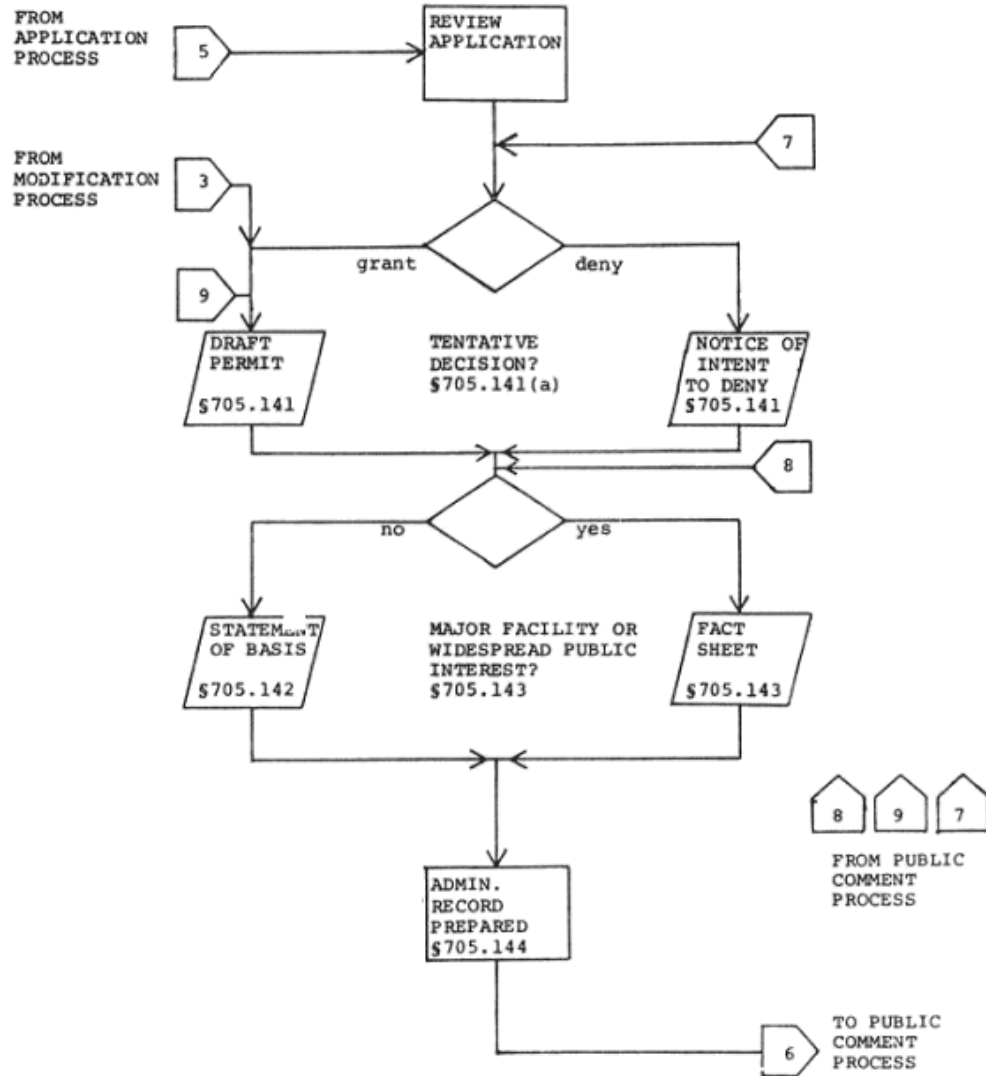 FROM
APPLICATION
PROCESS
5
REVIEW
APPLICATION
7
FROM
MODIFICATION
PROCESS
3
grant
deny
9
DRAFT
PERMIT
§705.141
TENTATIVE
DECISION?
§705.141(a)
NOTICE OF
INTENT
TO DENY
§705.141
8
no
yes
STATEMENT
OF BASIS
§705.142
MAJOR FACILITY OR
WIDESPREAD PUBLIC
INTEREST?
§705.143
FACT
SHEET
§705.143
8
9
7
FROM PUBLIC
COMMENT
PROCESS
ADMIN.
RECORD
PREPARED
§705.144
6
TO PUBLIC
COMMENT
PROCESS